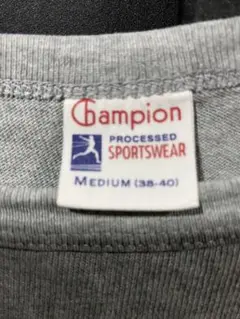 Champion
PROCESSED
SPORTSWEAR
MEDIUM (38-40)